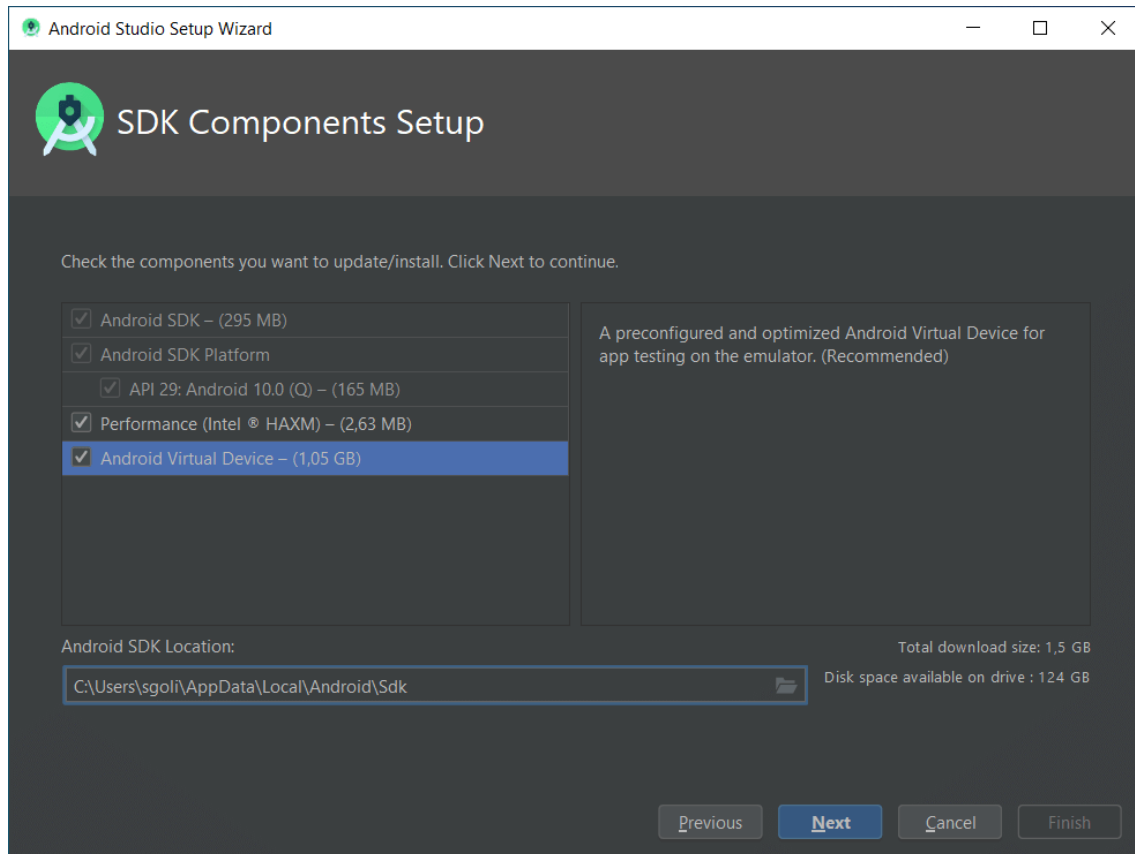 Android Studio Setup Wizard
SDK Components Setup
Check the components you want to update/install. Click Next to continue.
Android SDK – (295 MB)
Android SDK Platform
API 29: Android 10.0 (Q) – (165 MB)
Performance (Intel ® HAXM) – (2,63 MB)
Android Virtual Device – (1,05 GB)
A preconfigured and optimized Android Virtual Device for
app testing on the emulator. (Recommended)
Android SDK Location:
Total download size: 1,5 GB
C:\Users\sgoli\AppData\Local\Android\Sdk
Disk space available on drive : 124 GB
Previous
Next
Cancel
Finish